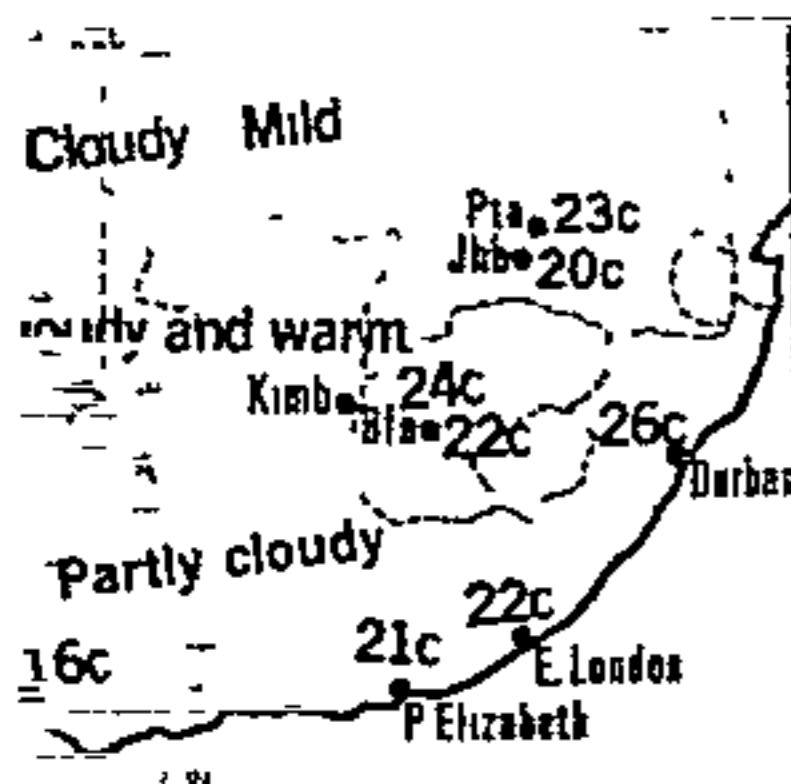 Cloudy Mild
Pta 23c
Jhb 20c
and warm
Kimb 24c
Bfn 22c
26c
Durban
Partly cloudy
22c
E. London
16c
21c
P Elizabeth